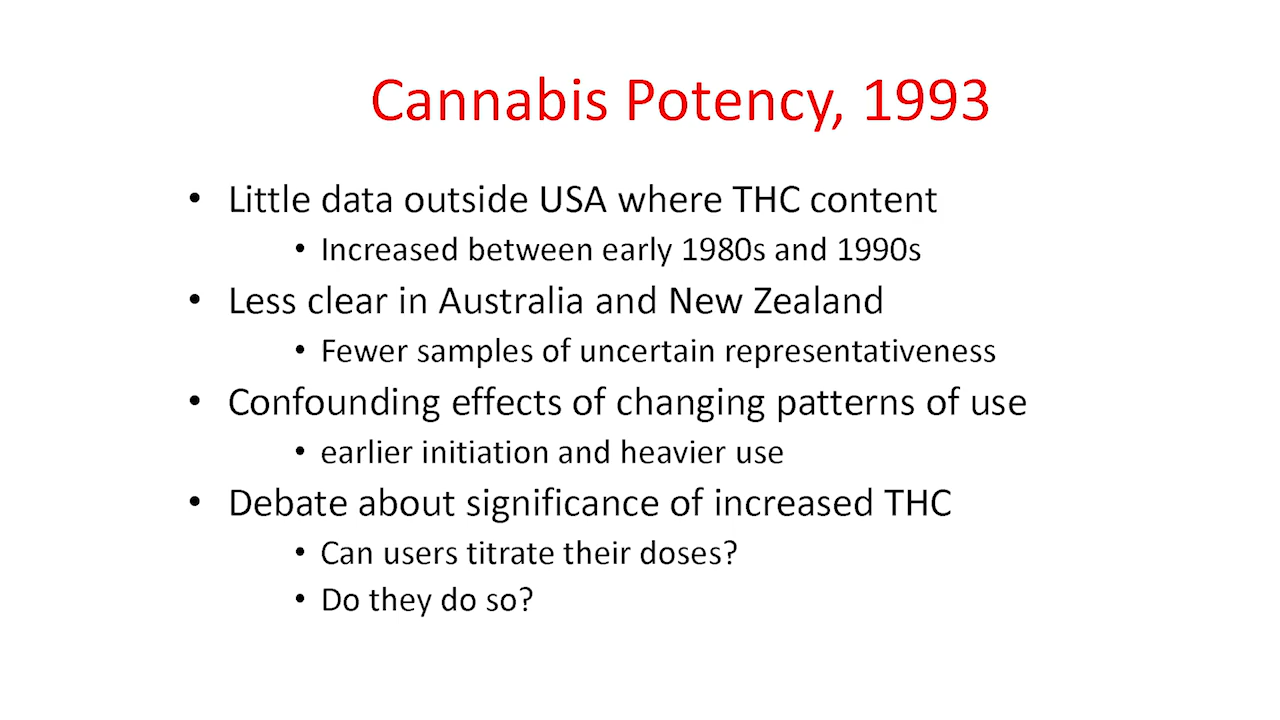 Cannabis Potency, 1993
• Little data outside USA where THC content
• Increased between early 1980s and 1990s
• Less clear in Australia and New Zealand
• Fewer samples of uncertain representativeness
• Confounding effects of changing patterns of use
• earlier initiation and heavier use
• Debate about significance of increased THC
• Can users titrate their doses?
• Do they do so?